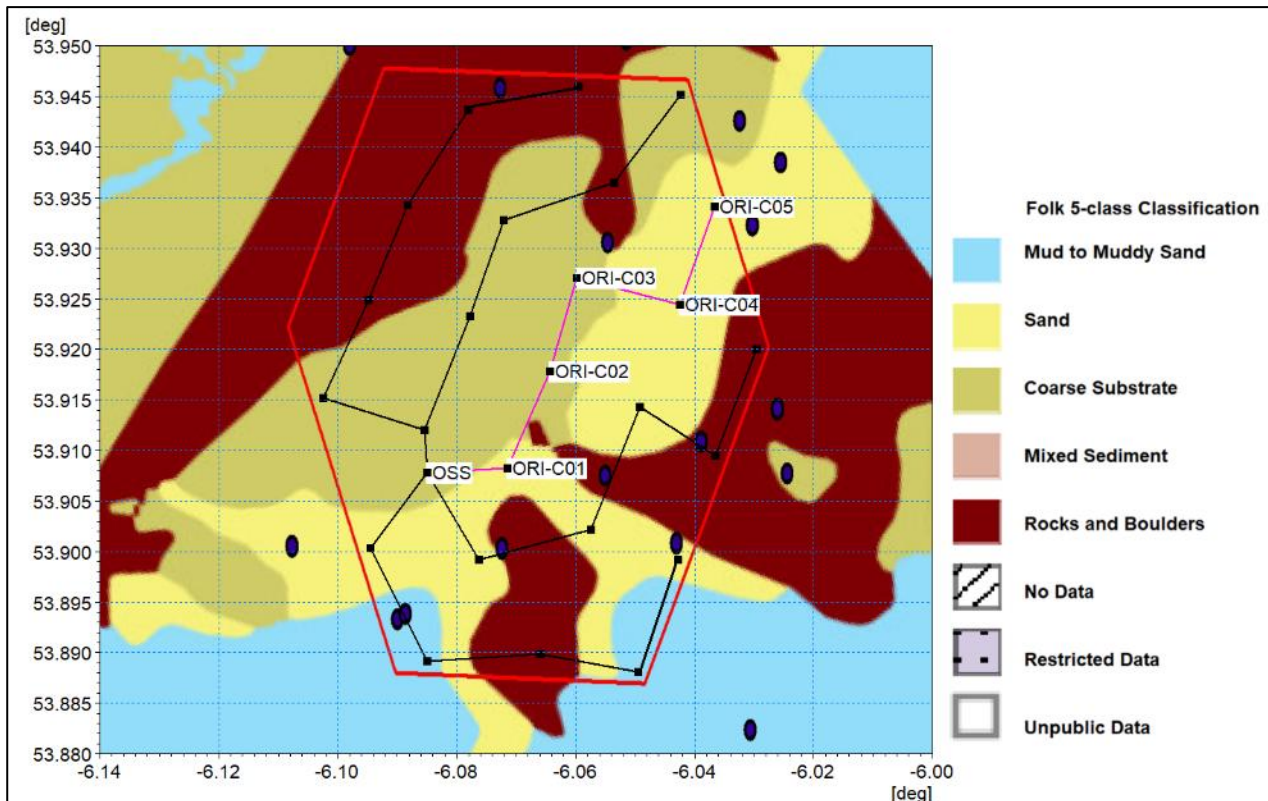 [deg]
53.950
53.945
53.940
53.935
53.930
53.925
53.920
53.915
53.910
53.905
53.900
53.895
53.890
53.885
53.880
-6.14
-6.12
-6.10
-6.08
-6.06
-6.04
-6.02
-6.00
[deg]
ORI-C05
ORI-C03
ORI-C04
ORI-C02
OSS
ORI-C01
Folk 5-class Classification
Mud to Muddy Sand
Sand
Coarse Substrate
Mixed Sediment
Rocks and Boulders
No Data
Restricted Data
Unpublic Data